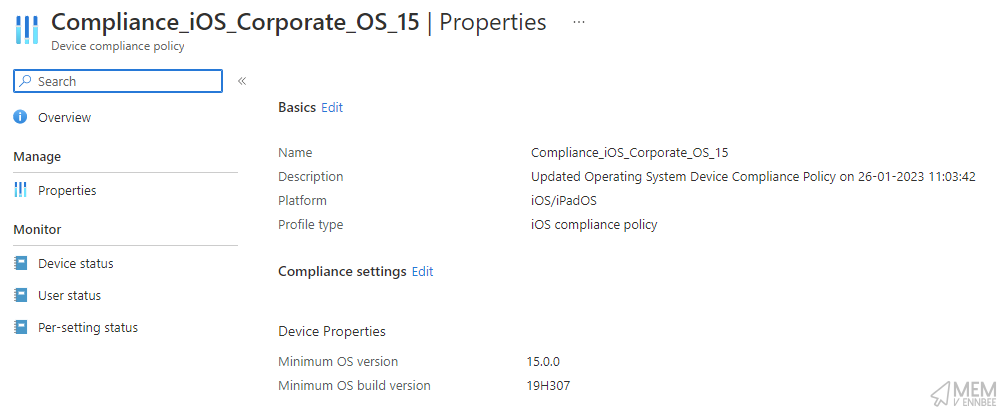 Compliance_iOS_Corporate_OS_15 | Properties ...
Device compliance policy
Search
«
Overview
Manage
Properties
Monitor
Device status
User status
Per-setting status
Basics Edit
Name Compliance_iOS_Corporate_OS_15
Description Updated Operating System Device Compliance Policy on 26-01-2023 11:03:42
Platform iOS/iPadOS
Profile type iOS compliance policy
Compliance settings Edit
Device Properties
Minimum OS version 15.0.0
Minimum OS build version 19H307
MEM
V ENNBEE